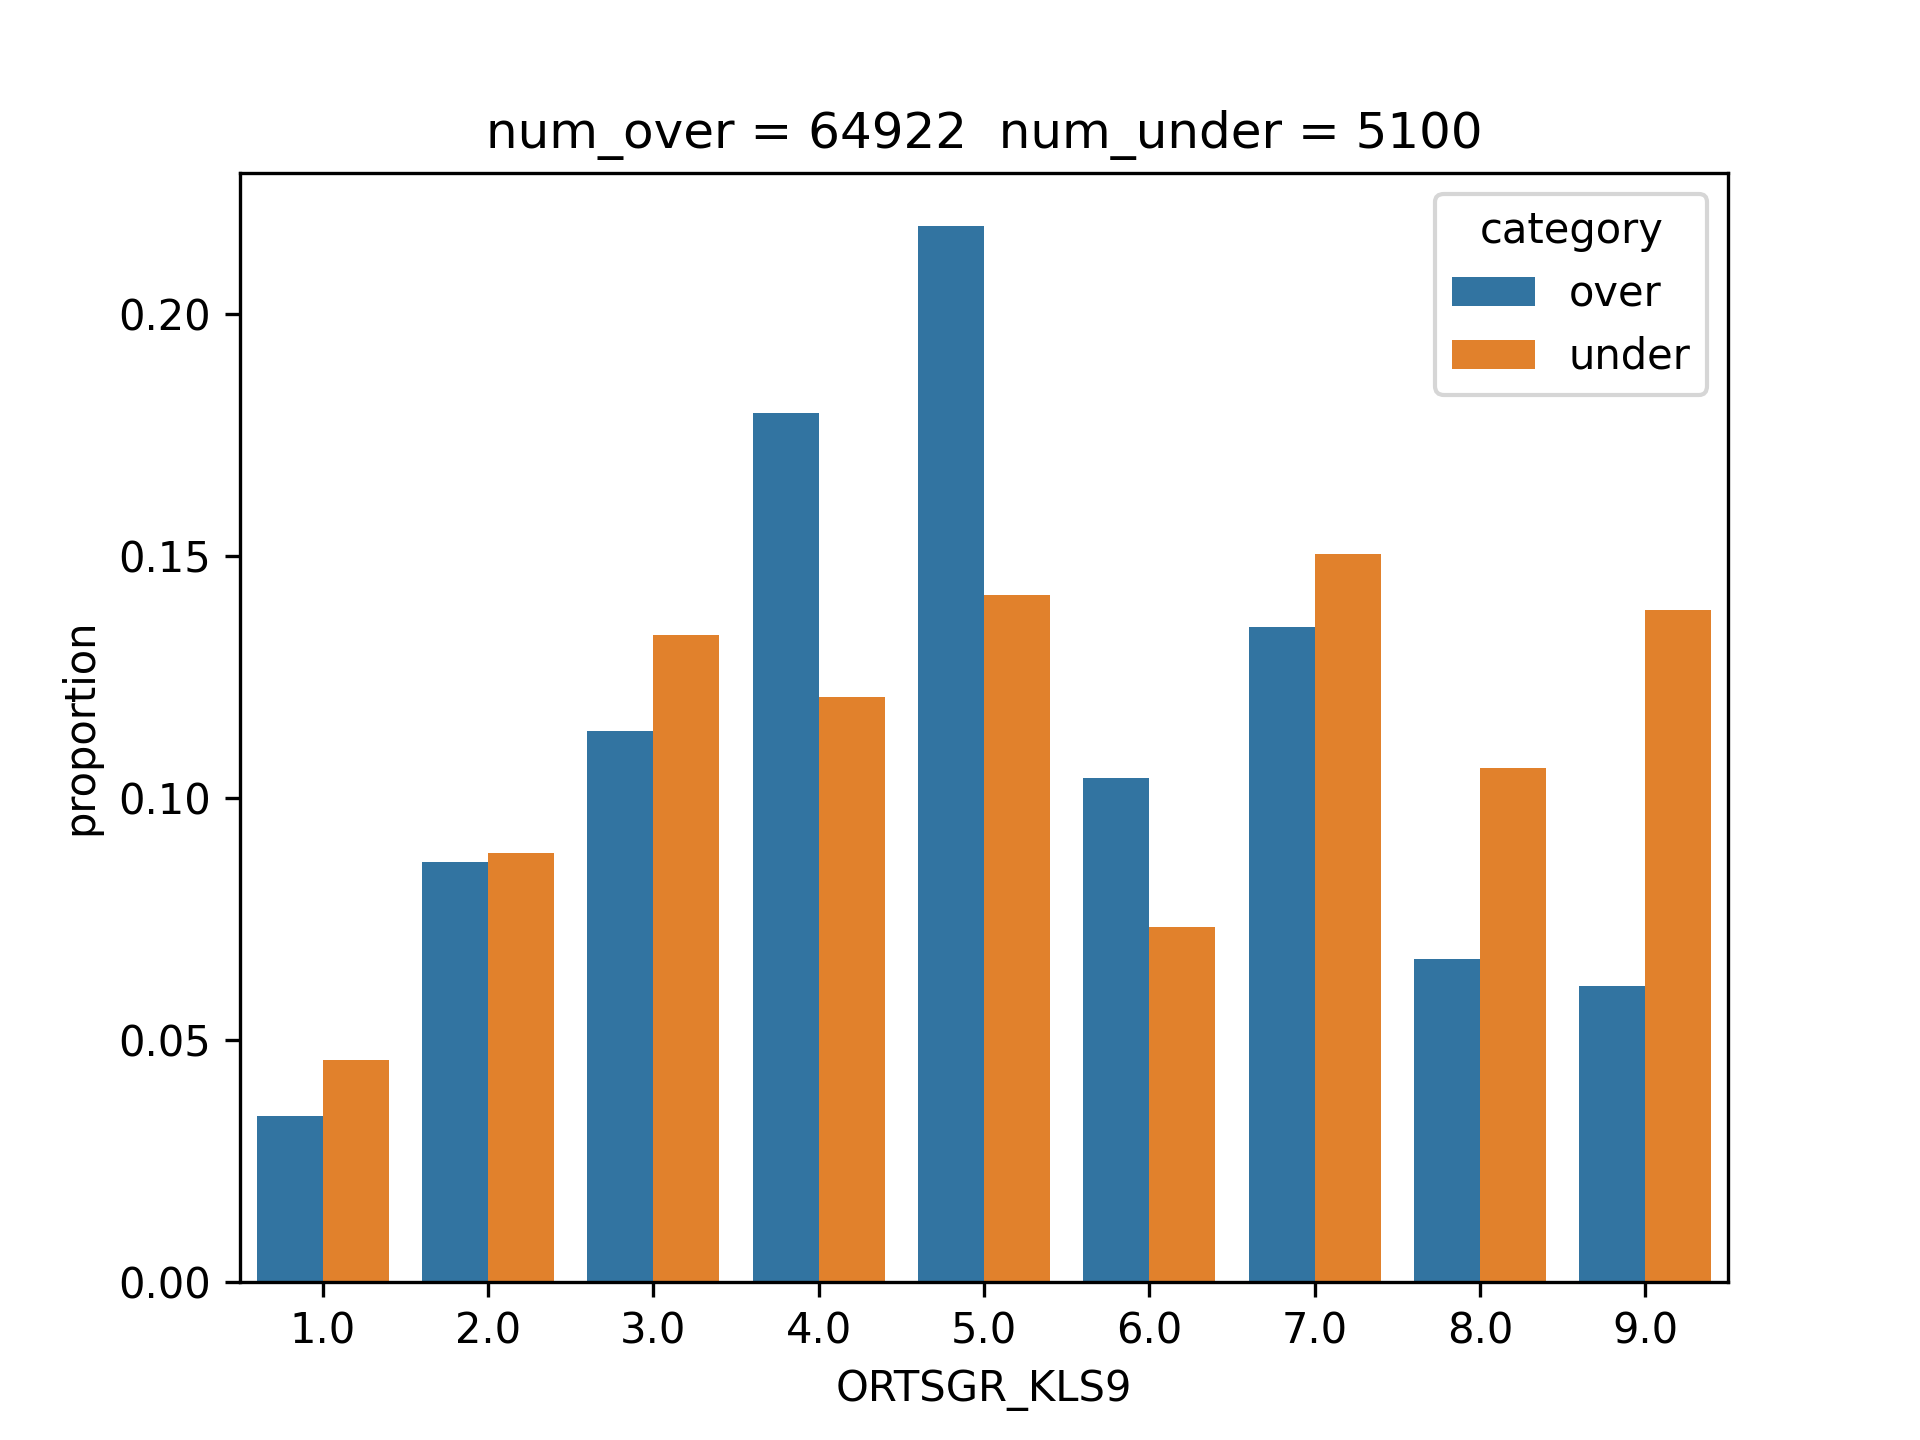 num_over = 64922  num_under = 5100
category
over
under
0.20
0.15
0.10
0.05
0.00
proportion
1.0 2.0 3.0 4.0 5.0 6.0 7.0 8.0 9.0
ORTSGR_KLS9